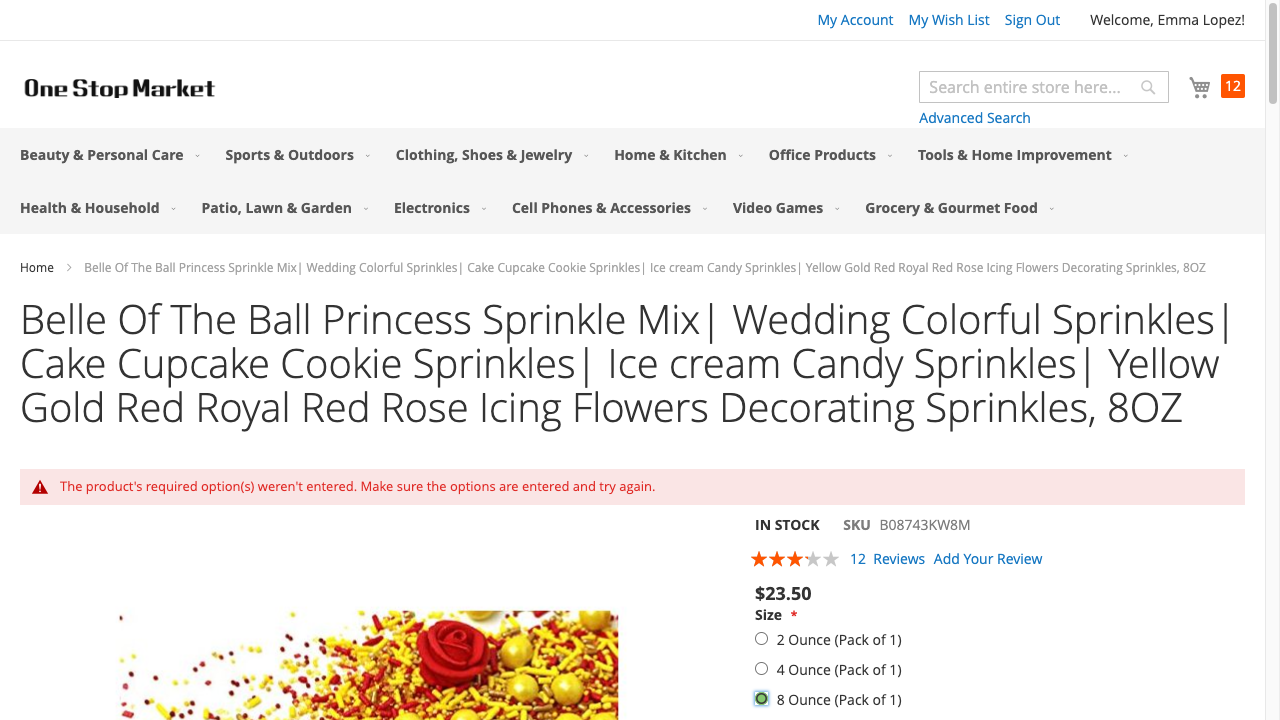 My Account My Wish List Sign Out Welcome, Emma Lopez!
One Stop Market
Search entire store here...
12
Advanced Search
Beauty & Personal Care Sports & Outdoors Clothing, Shoes & Jewelry Home & Kitchen Office Products Tools & Home Improvement
Health & Household Patio, Lawn & Garden Electronics Cell Phones & Accessories Video Games Grocery & Gourmet Food
Home Belle Of The Ball Princess Sprinkle Mix| Wedding Colorful Sprinkles| Cake Cupcake Cookie Sprinkles| Ice cream Candy Sprinkles| Yellow Gold Red Royal Red Rose Icing Flowers Decorating Sprinkles, 8OZ
Belle Of The Ball Princess Sprinkle Mix| Wedding Colorful Sprinkles|
Cake Cupcake Cookie Sprinkles| Ice cream Candy Sprinkles| Yellow
Gold Red Royal Red Rose Icing Flowers Decorating Sprinkles, 8OZ
The product's required option(s) weren't entered. Make sure the options are entered and try again.
IN STOCK SKU B08743KW8M
12 Reviews Add Your Review
$23.50
Size *
2 Ounce (Pack of 1)
4 Ounce (Pack of 1)
8 Ounce (Pack of 1)